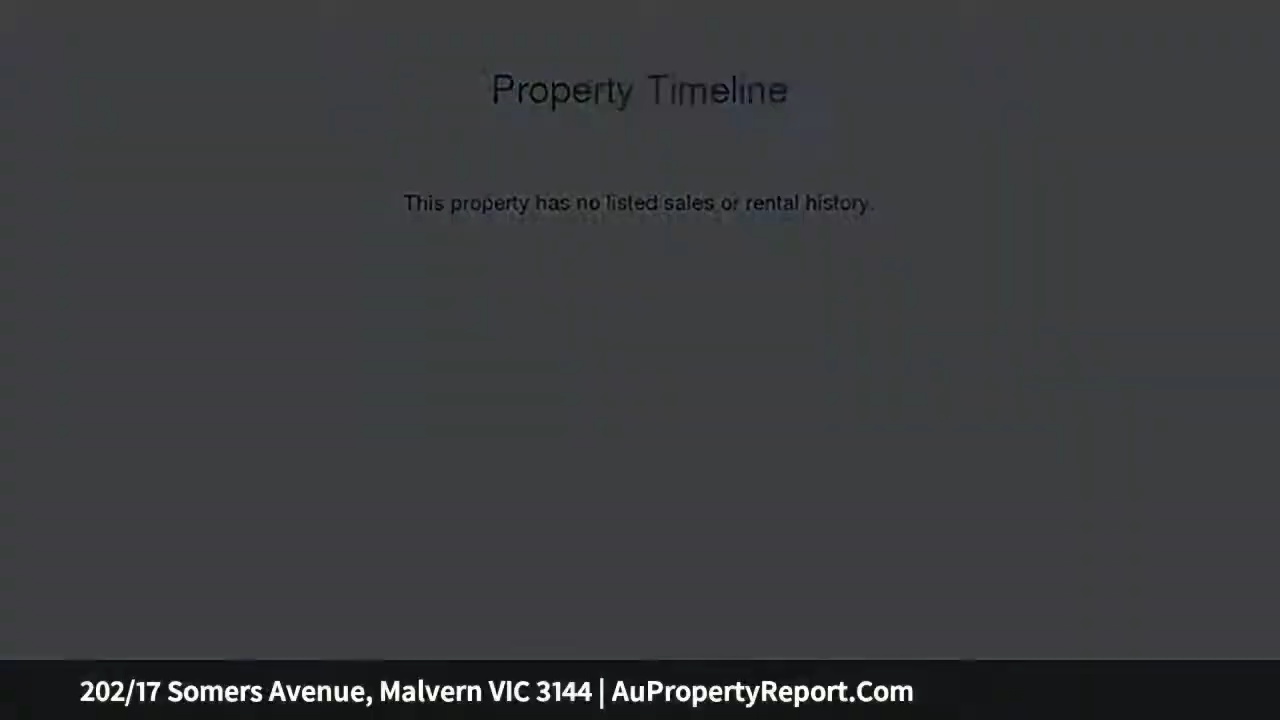 Property Timeline
This property has no listed sales or rental history.
202/17 Somers Avenue, Malvern VIC 3144 | AuPropertyReport.Com